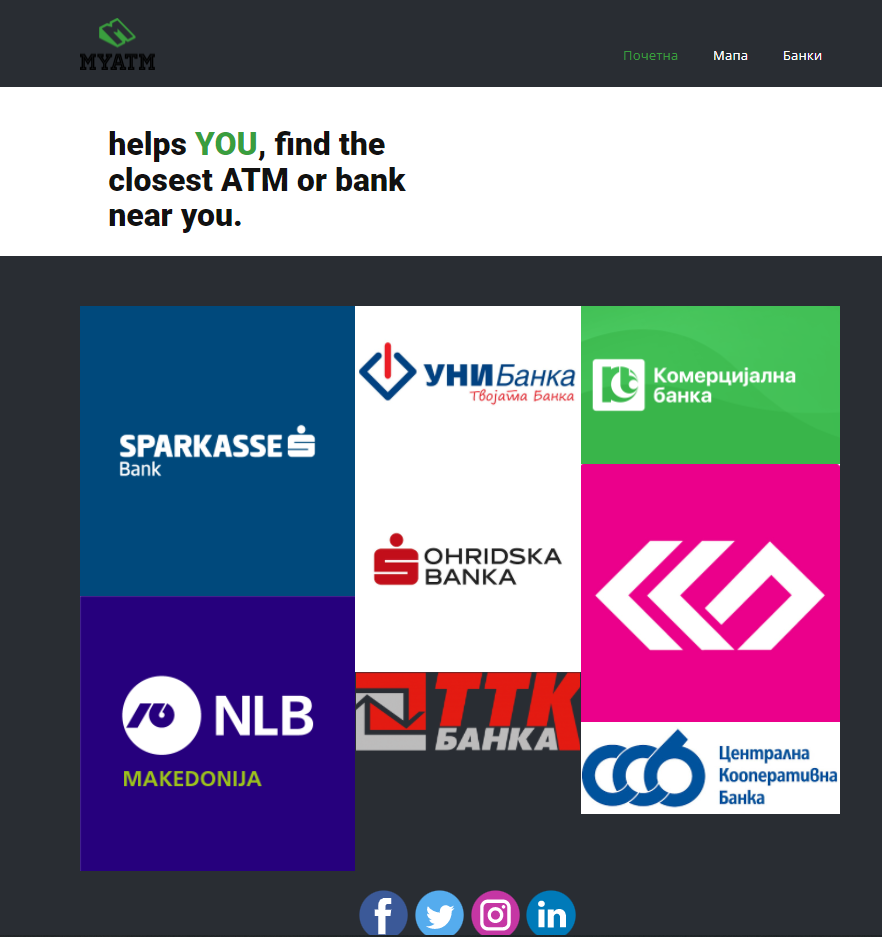 MYATM
Почетна
Мапа
Банки
helps YOU, find the
closest ATM or bank
near you.
SPARKASSE
Bank
УНИБанка
Твојата Банка
Комерцијална
банка
OHRIDSKA
BANKA
NLB
MAKEDONIJA
ТТК
БАНКА
Централна
Кооперативна
Банка
f
in